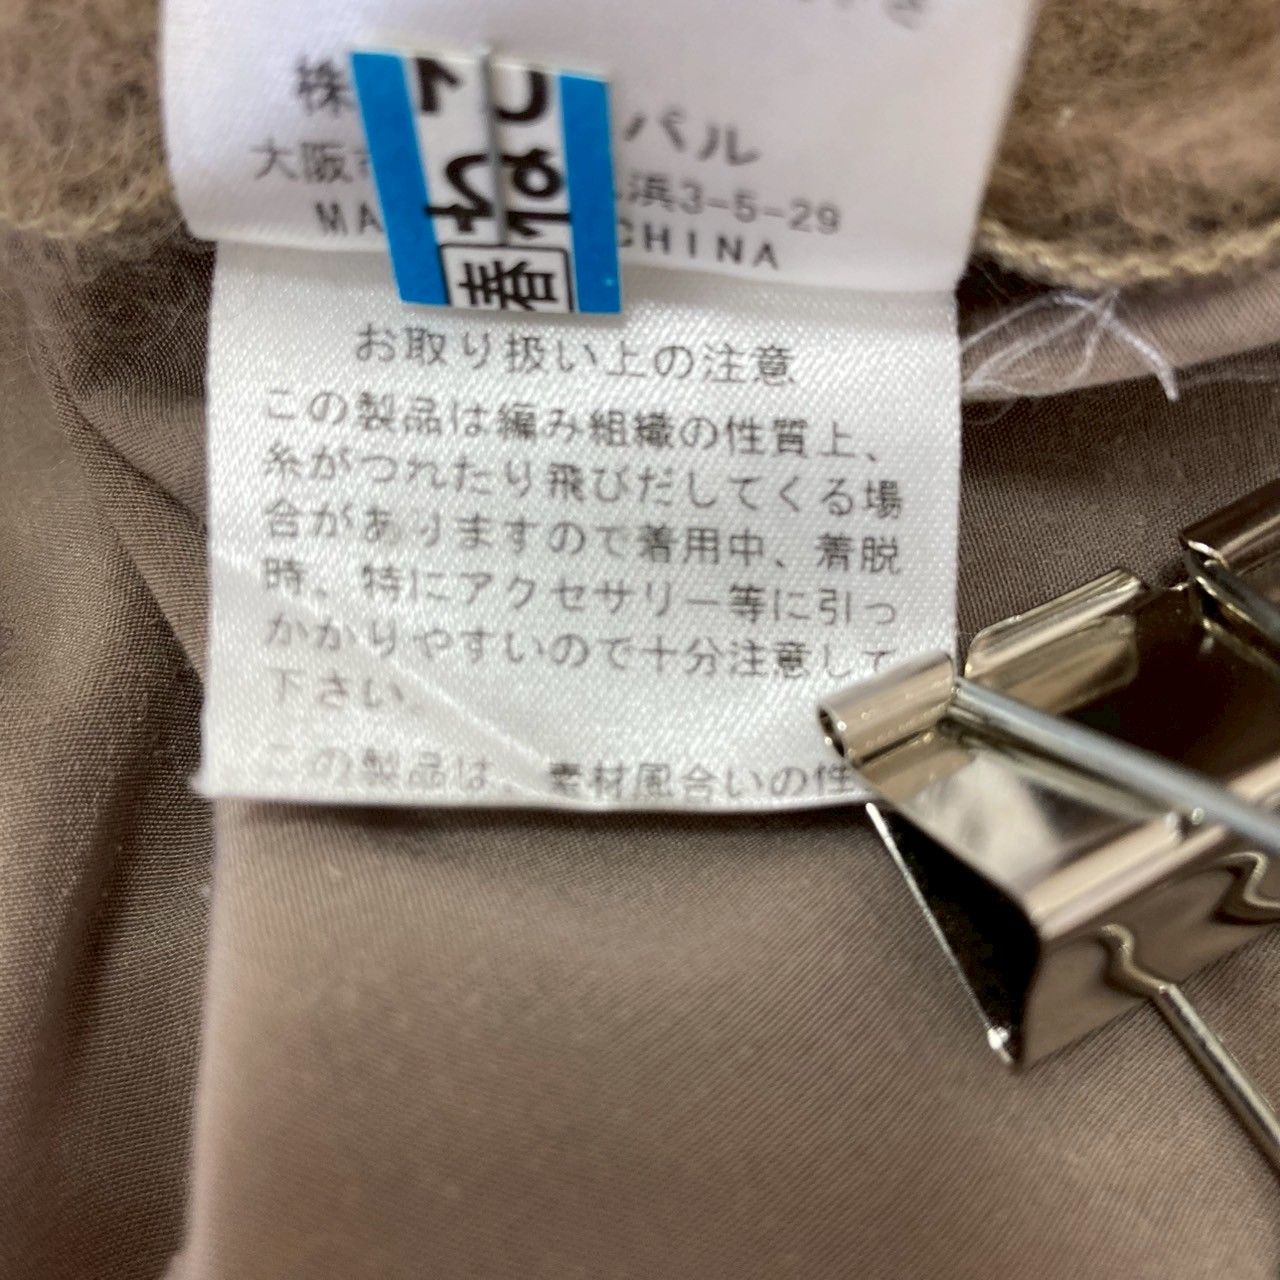 株 バル
大阪市 浜3-5-29
MA CHINA
春
お取り扱い上の注意
この製品は編み組織の性質上、
糸がつれたり飛びだしてくる場
合がありますので着用中、着脱
時、特にアクセサリー等に引っ
かかりやすいので十分注意して
下さい。
この製品は、素材風合いの性